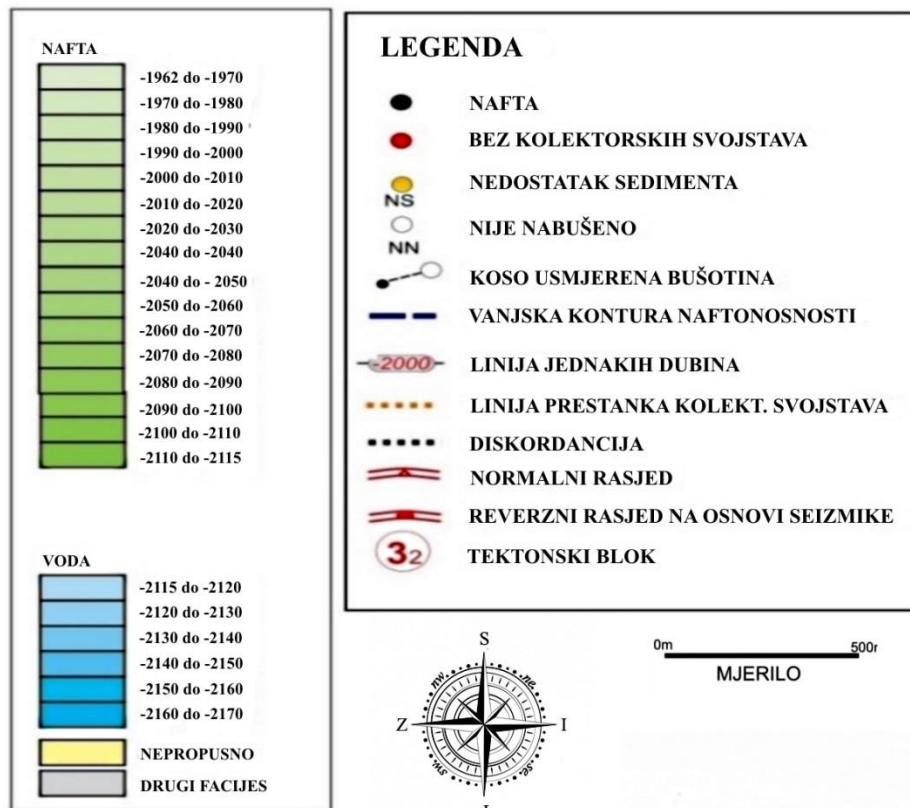 NAFTA
-1962 do -1970
-1970 do -1980
-1980 do -1990
-1990 do -2000
-2000 do -2010
-2010 do -2020
-2020 do -2030
-2040 do -2040
-2040 do - 2050
-2050 do -2060
-2060 do -2070
-2070 do -2080
-2080 do -2090
-2090 do -2100
-2100 do -2110
-2110 do -2115
VODA
-2115 do -2120
-2120 do -2130
-2130 do -2140
-2140 do -2150
-2150 do -2160
-2160 do -2170
NEPROPUSNO
DRUGI FACIJES
LEGENDA
NAFTA
BEZ KOLEKTORSKIH SVOJSTAVA
NS NEDOSTATAK SEDIMENTA
NN NIJE NABUŠENO
KOSO USMJERENA BUŠOTINA
VANJSKA KONTURA NAFTONOSNOSTI
-2000 LINIJA JEDNAKIH DUBINA
LINIJA PRESTANKA KOLEKT. SVOJSTAVA
DISKORDANCIJA
NORMALNI RASJED
REVERZNI RASJED NA OSNOVI SEIZMIKE
32 TEKTONSKI BLOK
S
nw. ne
Z I
sw. se
0m 500r
MJERILO